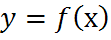 y = f(x)